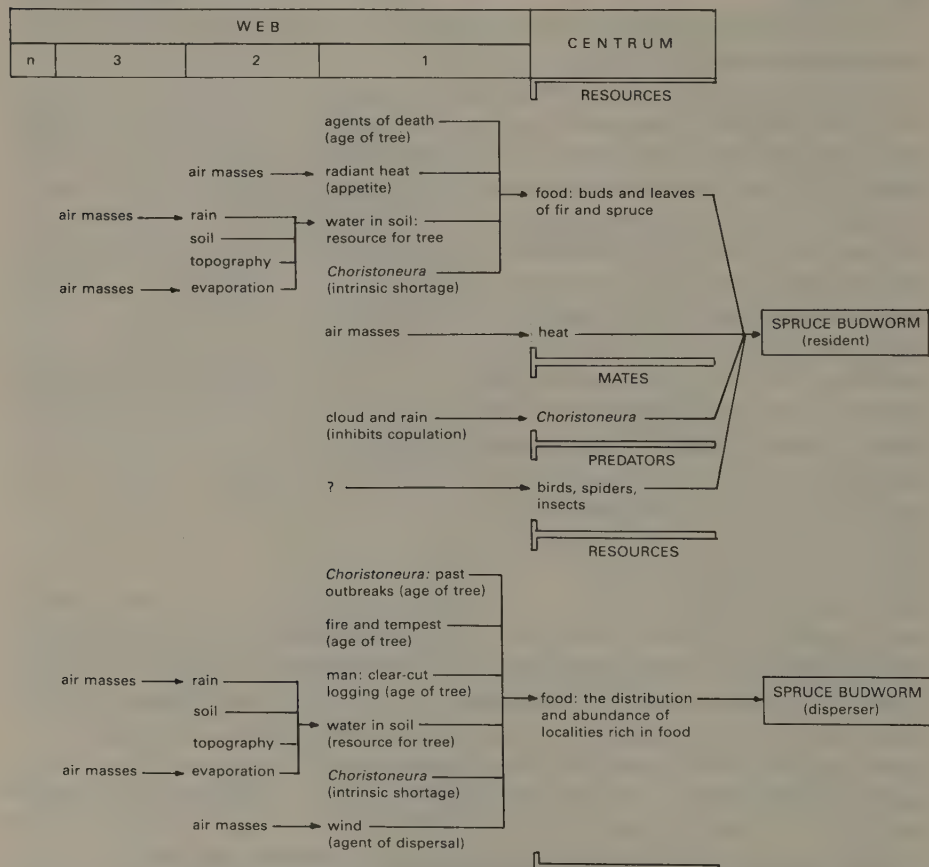 WEB
CENTRUM
n 3 2 1
RESOURCES
agents of death
(age of tree)
air masses radiant heat
(appetite)
food: buds and leaves
of fir and spruce
air masses rain water in soil:
soil resource for tree
topography
air masses evaporation Choristoneura
(intrinsic shortage)
air masses heat
SPRUCE BUDWORM
(resident)
MATES
cloud and rain Choristoneura
(inhibits copulation)
PREDATORS
? birds, spiders,
insects
RESOURCES
Choristoneura: past
outbreaks (age of tree)
fire and tempest
(age of tree)
air masses rain man: clear-cut
logging (age of tree)
food: the distribution
and abundance of
localities rich in food
SPRUCE BUDWORM
(disperser)
soil
water in soil
(resource for tree)
topography
air masses evaporation Choristoneura
(intrinsic shortage)
air masses wind
(agent of dispersal)